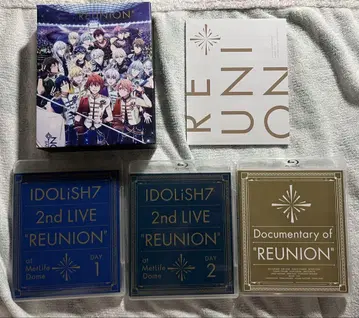 "REUNION"
RE
UNI
ON
IDOLiSH7
2nd LIVE
"REUNION"
at
MetLife
Dome
DAY
1
IDOLiSH7
2nd LIVE
"REUNION"
at
MetLife
Dome
DAY
2
Documentary of
"REUNION"